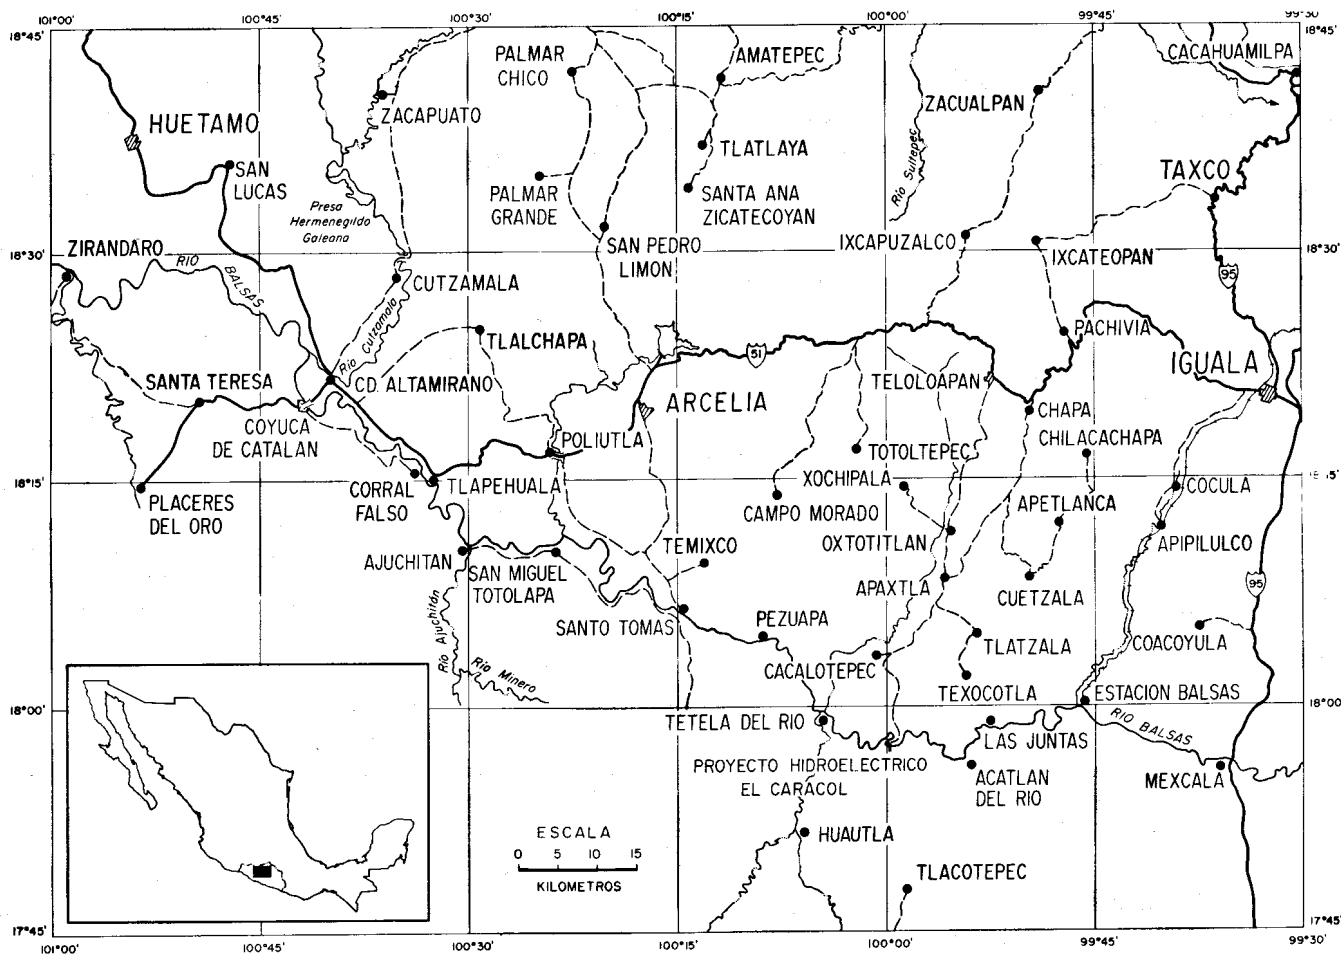 101°00'
100°45'
100°30'
100°15'
100°00'
99°45'
99°30'
18°45'
18°45'
PALMAR
CHICO
AMATEPEC
CACAHUAMILPA
ZACAPUATO
ZACUALPAN
HUETAMO
TLATLAYA
Río Sultepec
TAXCO
SAN
LUCAS
Presa
Hermenegildo
Galeana
PALMAR
GRANDE
SANTA ANA
ZICATECOYAN
ZIRANDARO
SAN PEDRO
LIMON
IXCAPUZALCO
IXCATEOPAN
18°30'
18°30'
RIO
BALSAS
CUTZAMALA
95
Río Cutzamala
TLALCHAPA
PACHIVIA
51
IGUALA
SANTA TERESA
CD. ALTAMIRANO
TELOLOAPAN
ARCELIA
COYUCA
DE CATALAN
CHAPA
POLIUTLA
CHILACACHAPA
TOTOLTEPEC
18°15'
XOCHIPALA
PLACERES
DEL ORO
CORRAL
FALSO
TLAPEHUALA
CAMPO MORADO
APETLANCA
COCULA
AJUCHITAN
SAN MIGUEL
TOTOLAPA
TEMIXCO
OXTOTITLAN
APIPILULCO
APAXTLA
CUETZALA
95
Río Ajuchitán
SANTO TOMAS
PEZUAPA
TLATZALA
COACOYULA
Río Minero
CACALOTEPEC
TEXOCOTLA
ESTACION BALSAS
18°00'
18°00'
TETELA DEL RIO
LAS JUNTAS
RIO BALSAS
PROYECTO HIDROELECTRICO
EL CARACOL
ACATLAN
DEL RIO
MEXCALA
ESCALA
0 5 10 15
KILOMETROS
HUAUTLA
TLACOTEPEC
17°45'
17°45'
101°00'
100°45'
100°30'
100°15'
100°00'
99°45'
99°30'